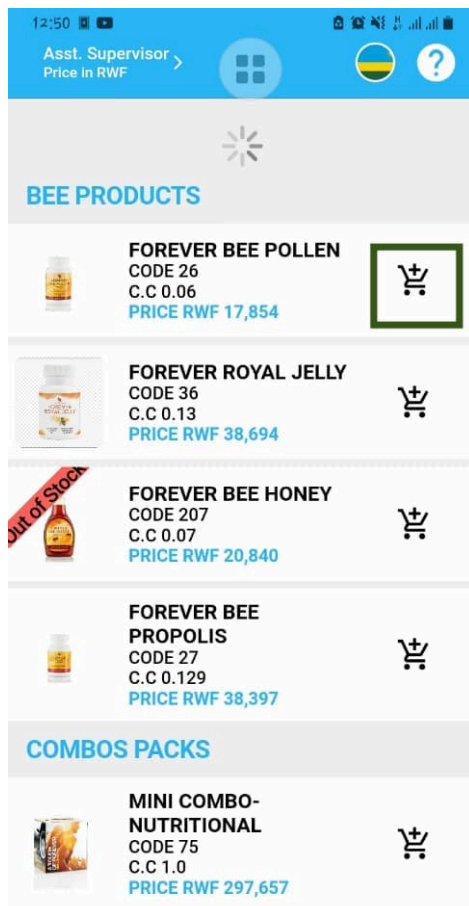 12:50
Asst. Supervisor
Price in RWF
?
BEE PRODUCTS
FOREVER BEE POLLEN
CODE 26
C.C 0.06
PRICE RWF 17,854
FOREVER ROYAL JELLY
CODE 36
C.C 0.13
PRICE RWF 38,694
Out of Stock
FOREVER BEE HONEY
CODE 207
C.C 0.07
PRICE RWF 20,840
FOREVER BEE
PROPOLIS
CODE 27
C.C 0.129
PRICE RWF 38,397
COMBOS PACKS
MINI COMBO-
NUTRITIONAL
CODE 75
C.C 1.0
PRICE RWF 297,657